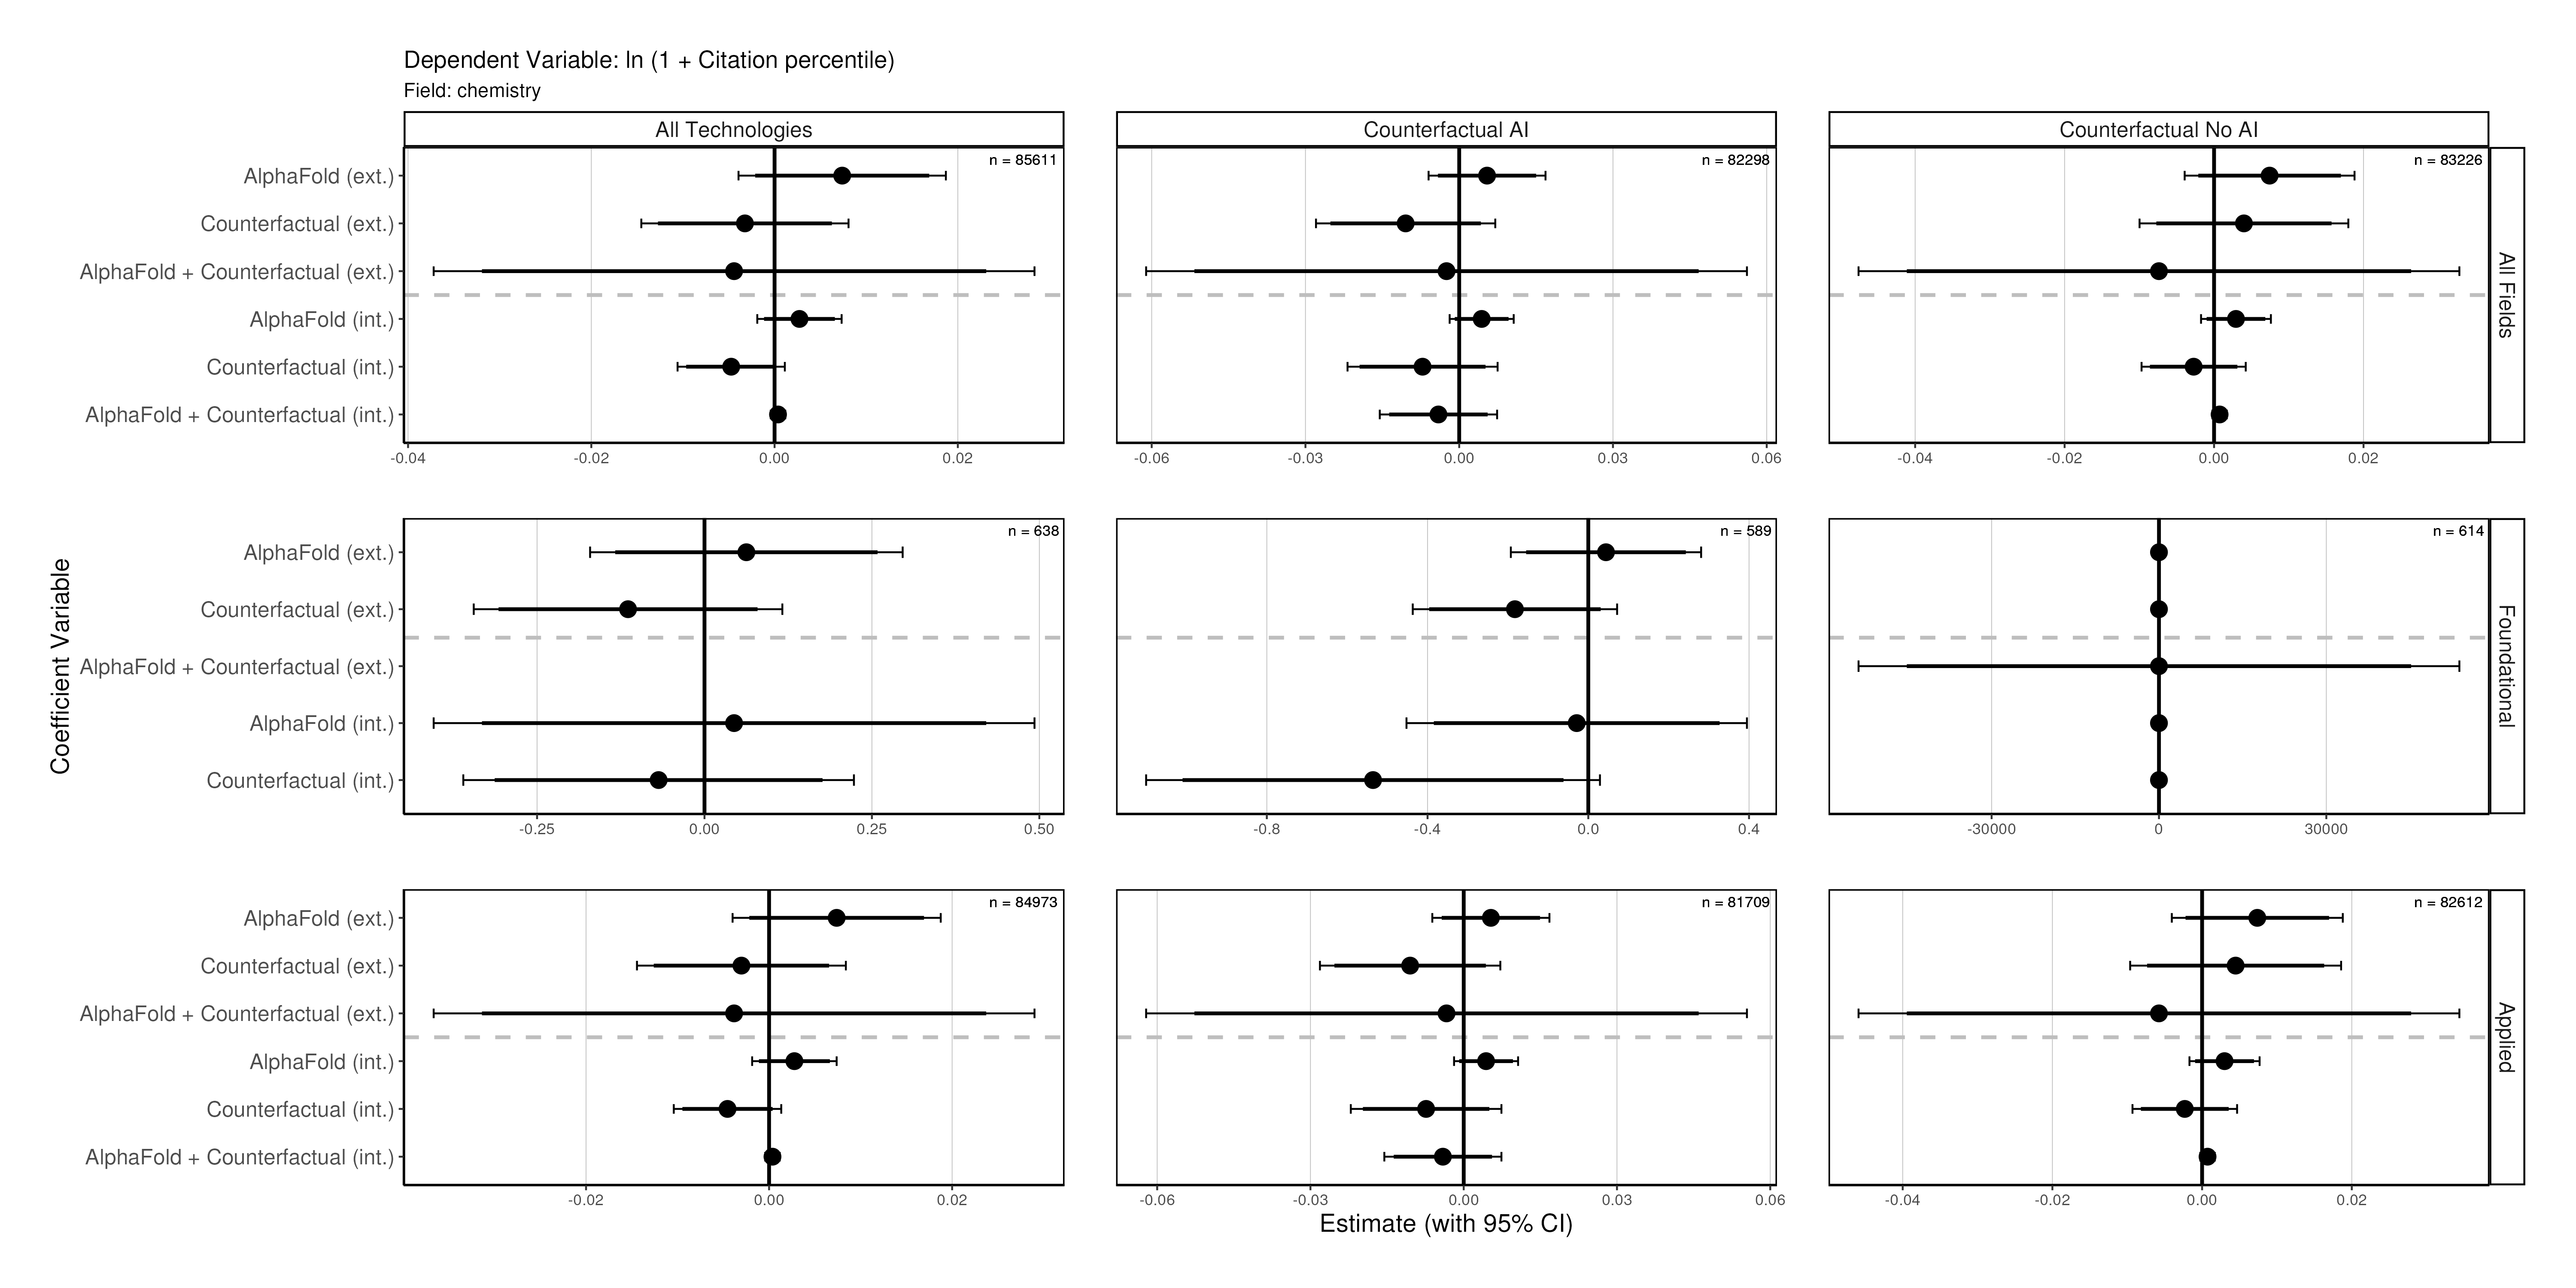 Dependent Variable: ln (1 + Citation percentile)
Field: chemistry
All Technologies
Counterfactual AI
Counterfactual No AI
n = 85611
n = 82298
n = 83226
AlphaFold (ext.)
Counterfactual (ext.)
AlphaFold + Counterfactual (ext.)
AlphaFold (int.)
Counterfactual (int.)
AlphaFold + Counterfactual (int.)
All Fields
-0.04 -0.02 0.00 0.02
-0.06 -0.03 0.00 0.03 0.06
-0.04 -0.02 0.00 0.02
Coefficient Variable
n = 638
n = 589
n = 614
AlphaFold (ext.)
Counterfactual (ext.)
AlphaFold + Counterfactual (ext.)
AlphaFold (int.)
Counterfactual (int.)
Foundational
-0.25 0.00 0.25 0.50
-0.8 -0.4 0.0 0.4
-30000 0 30000
n = 84973
n = 81709
n = 82612
AlphaFold (ext.)
Counterfactual (ext.)
AlphaFold + Counterfactual (ext.)
AlphaFold (int.)
Counterfactual (int.)
AlphaFold + Counterfactual (int.)
Applied
-0.02 0.00 0.02
-0.06 -0.03 0.00 0.03 0.06
-0.04 -0.02 0.00 0.02
Estimate (with 95% CI)